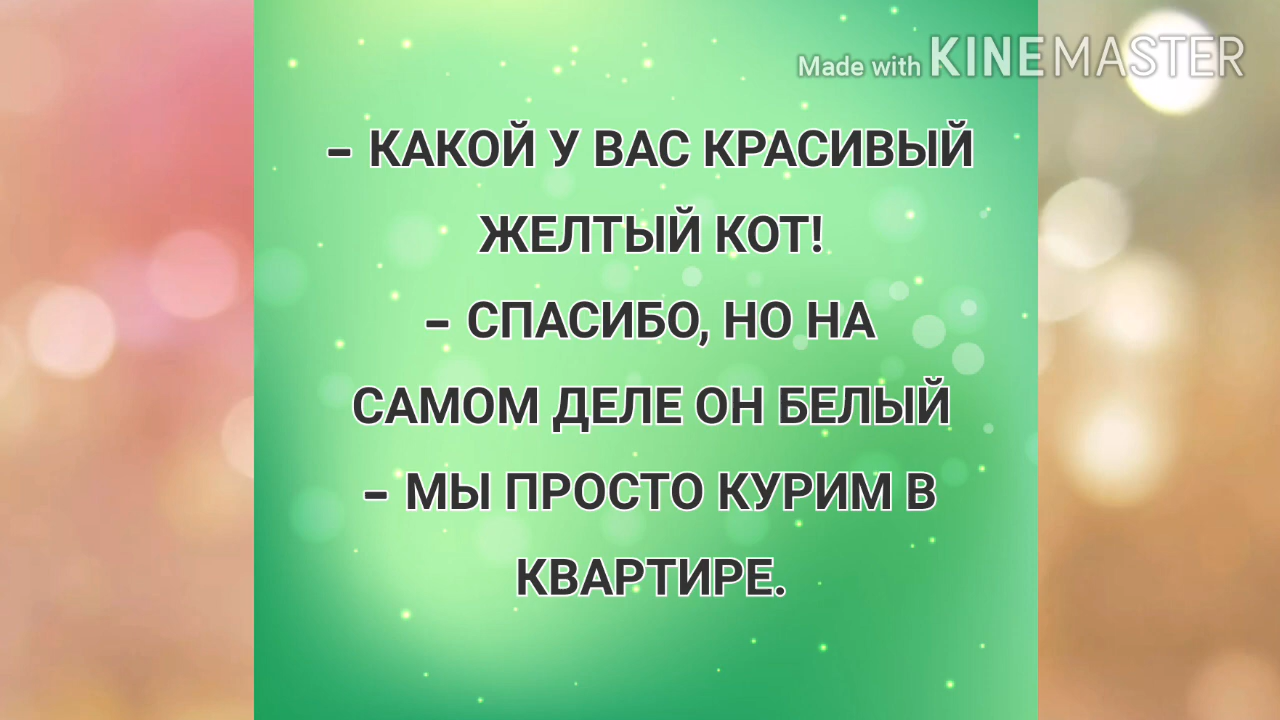 Made with KINEMASTER
– КАКОЙ У ВАС КРАСИВЫЙ
ЖЕЛТЫЙ КОТ!
– СПАСИБО, НО НА
САМОМ ДЕЛЕ ОН БЕЛЫЙ
– МЫ ПРОСТО КУРИМ В
КВАРТИРЕ.